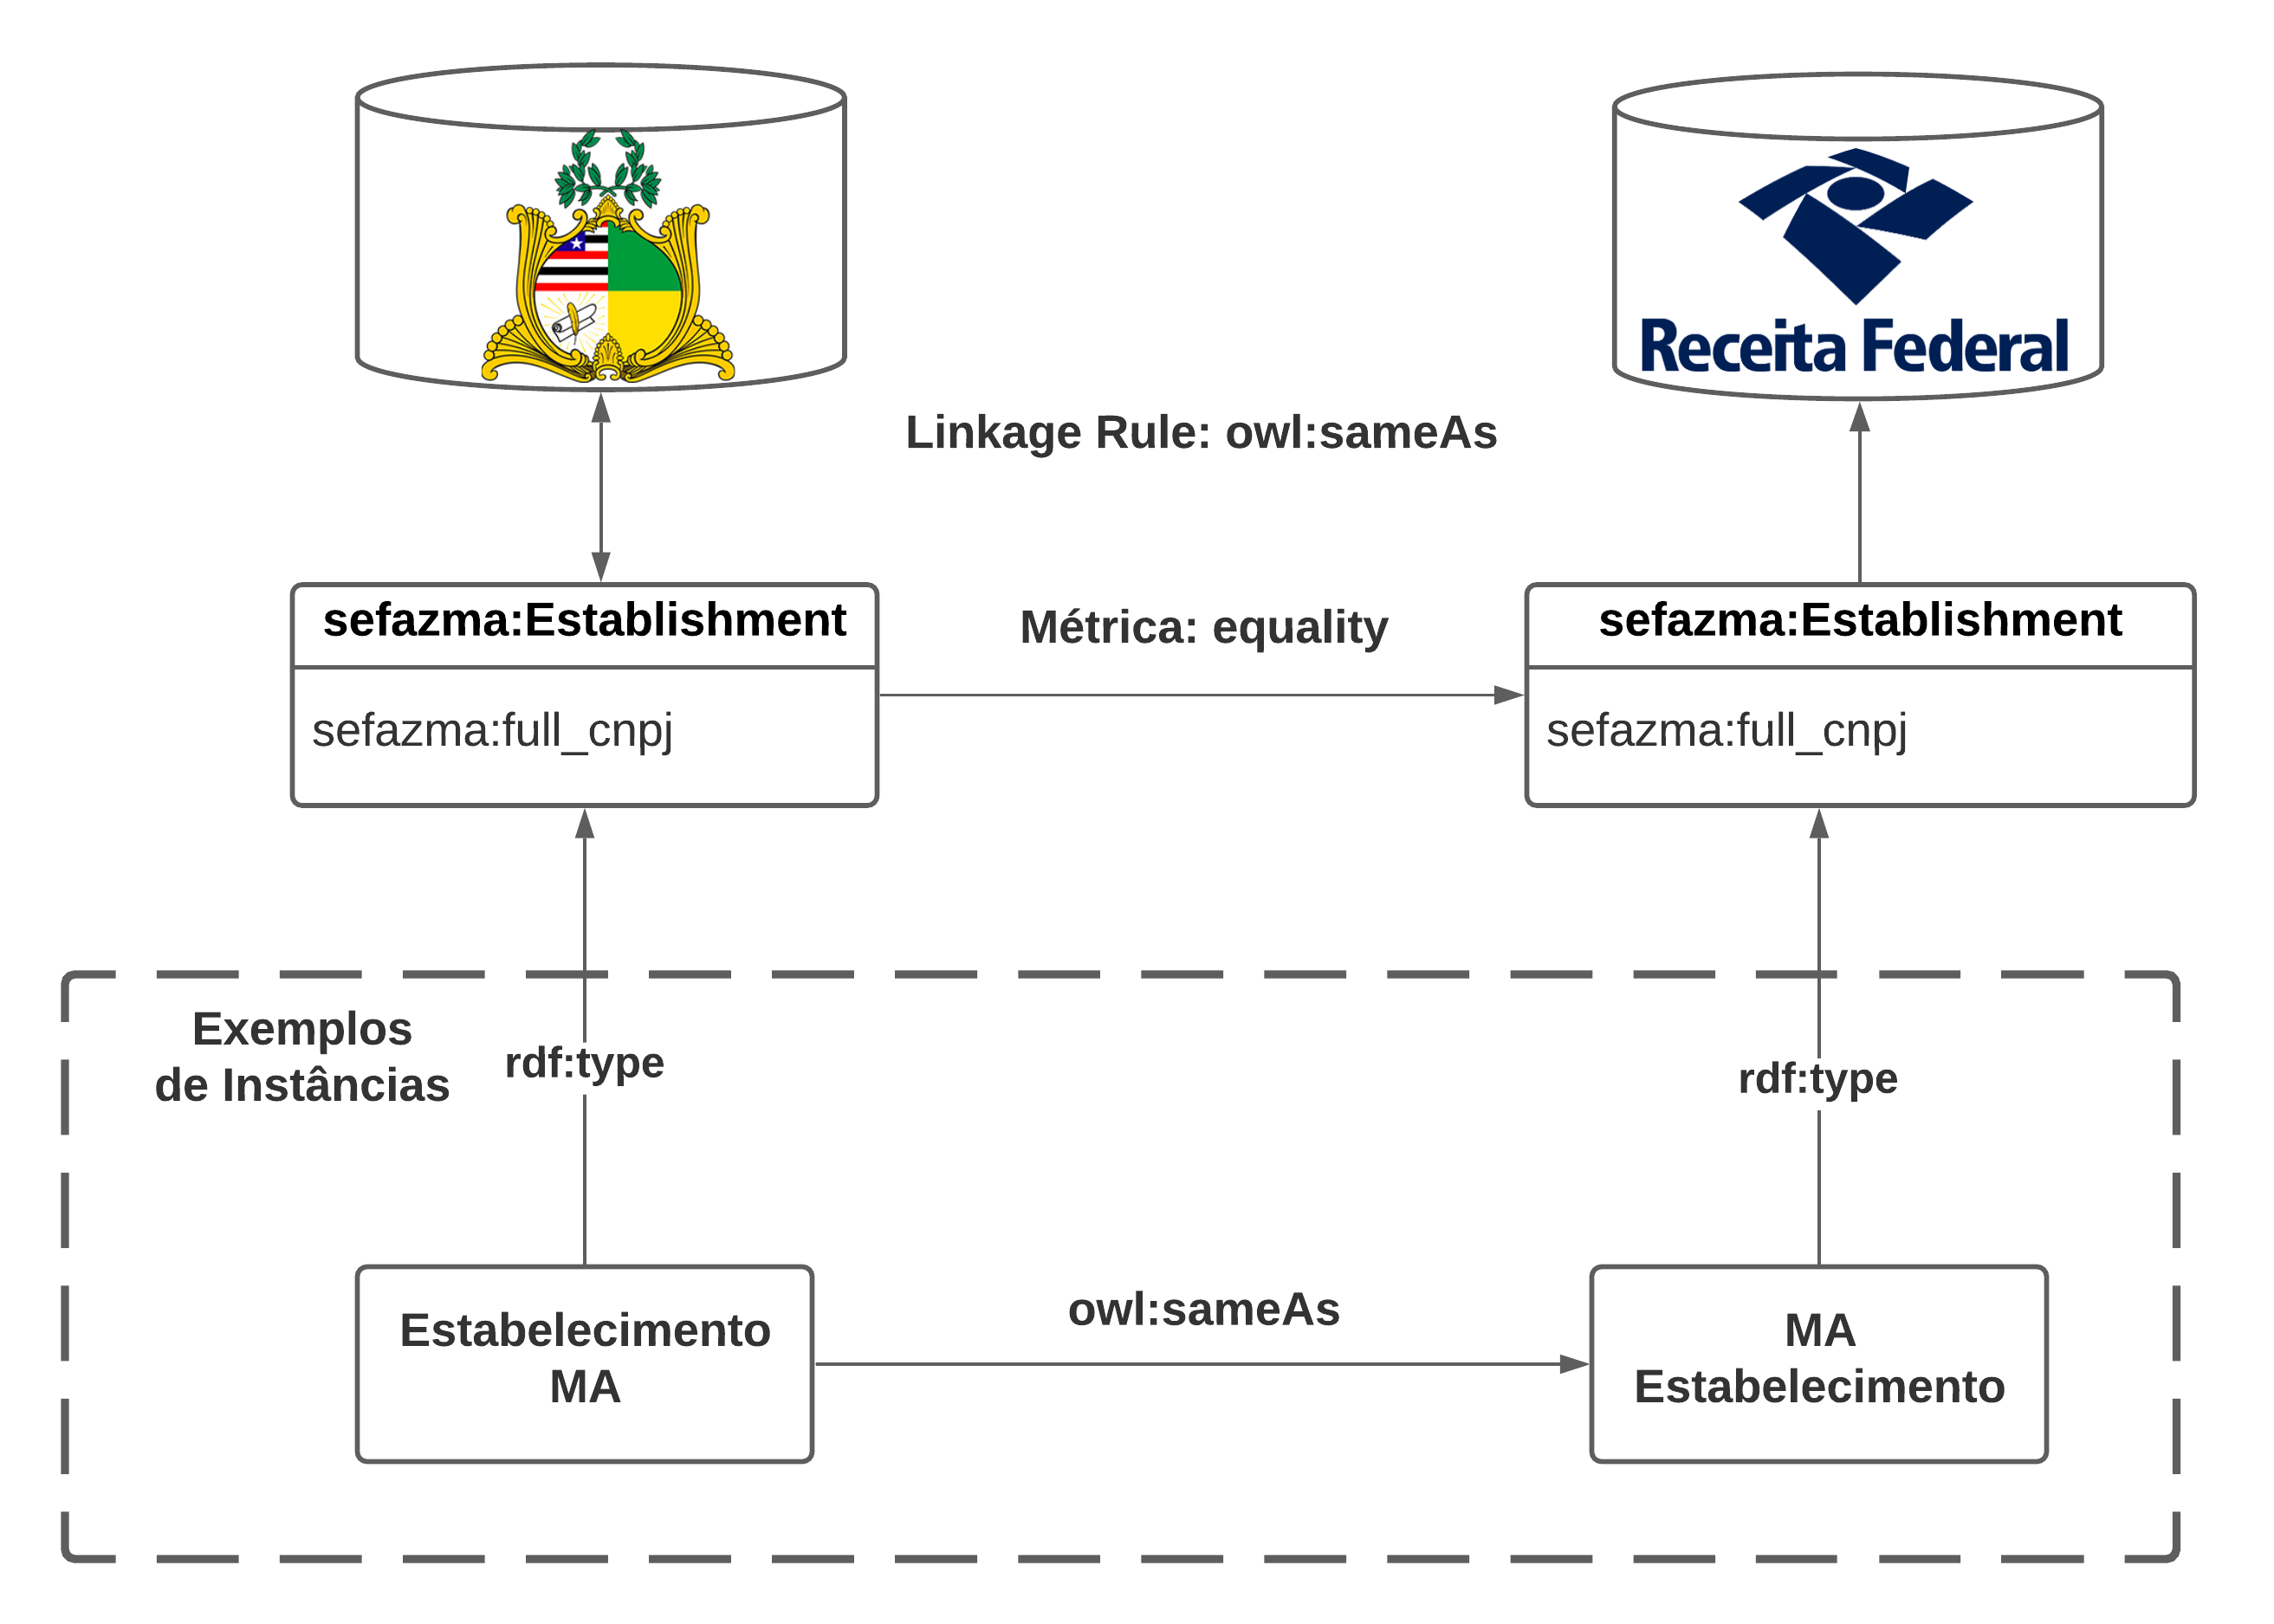 Receita Federal
Linkage Rule: owl:sameAs
sefazma:Establishment
sefazma:full_cnpj
Métrica: equality
sefazma:Establishment
sefazma:full_cnpj
Exemplos
de Instâncias
rdf:type
rdf:type
Estabelecimento
MA
owl:sameAs
MA
Estabelecimento